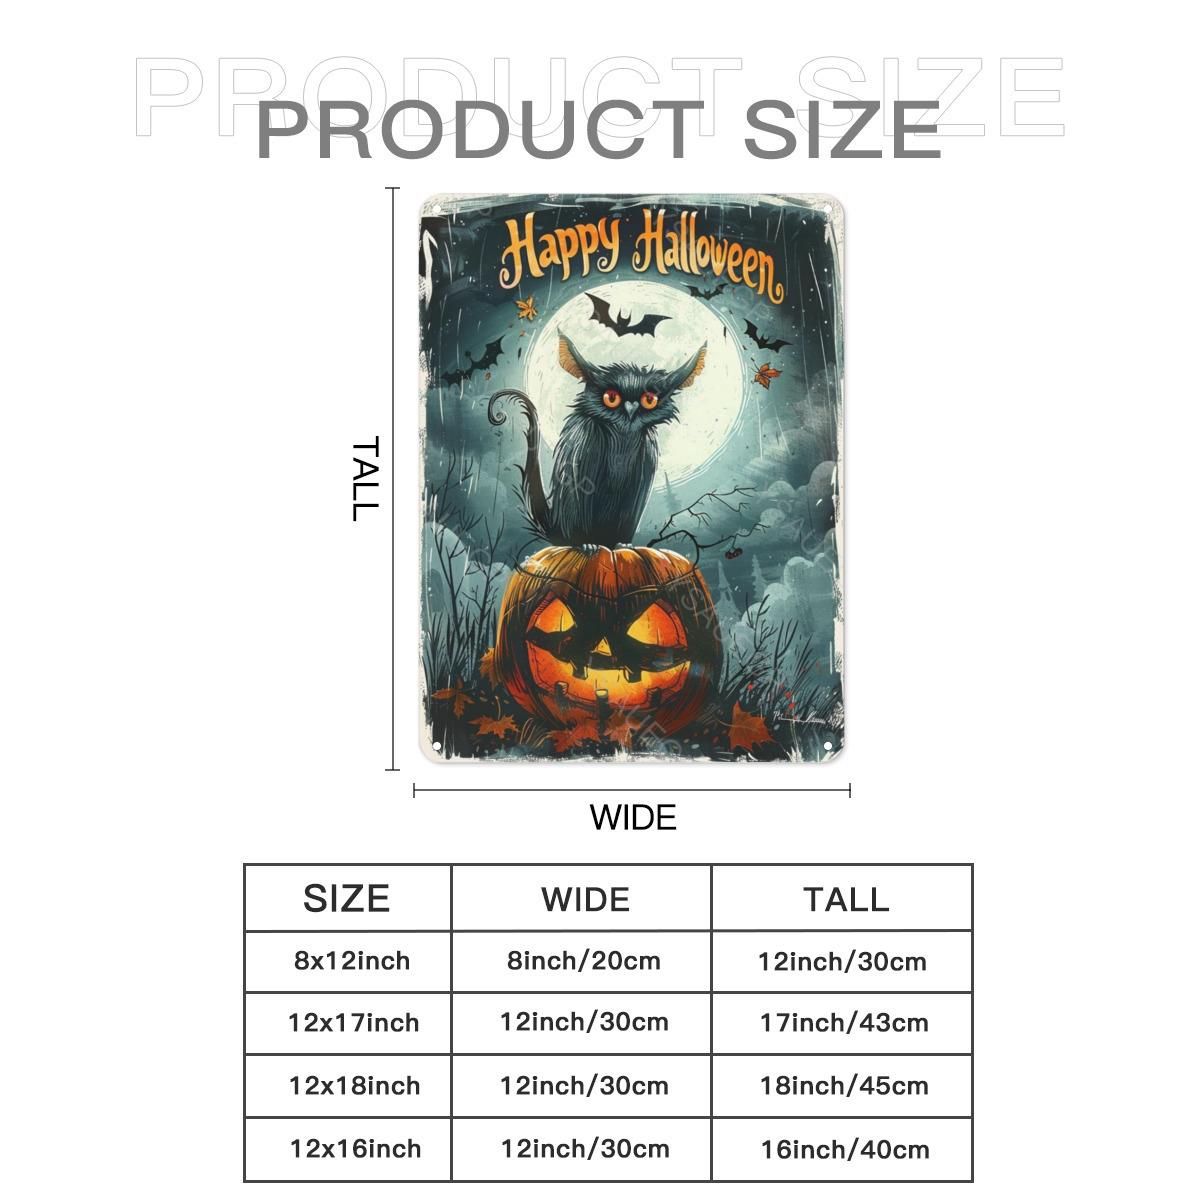 PRODUCT SIZE
PRODUCT SIZE
Happy Halloween
TALL
WIDE
SIZE WIDE TALL
8x12inch 8inch/20cm 12inch/30cm
12x17inch 12inch/30cm 17inch/43cm
12x18inch 12inch/30cm 18inch/45cm
12x16inch 12inch/30cm 16inch/40cm